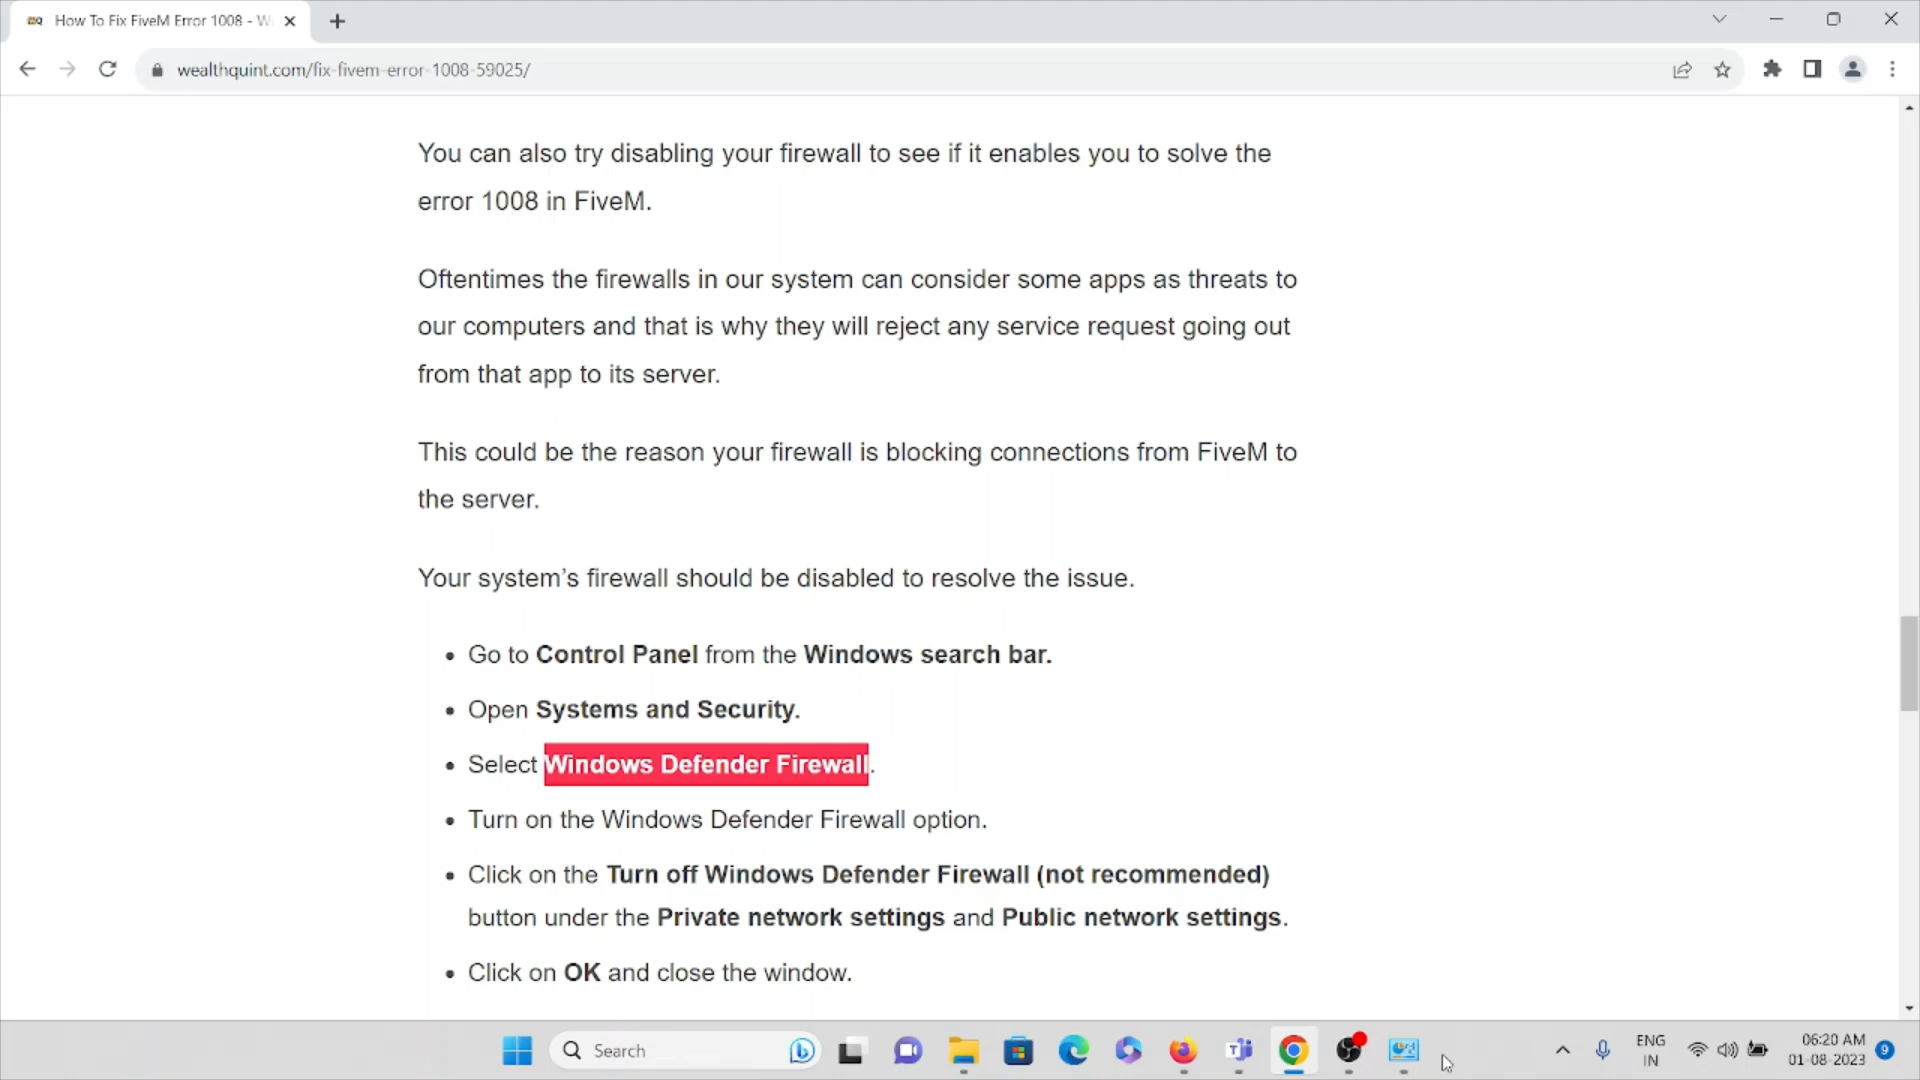 How To Fix FiveM Error 1008 - W
wealthquint.com/fix-fivem-error-1008-59025/
You can also try disabling your firewall to see if it enables you to solve the
error 1008 in FiveM.
Oftentimes the firewalls in our system can consider some apps as threats to
our computers and that is why they will reject any service request going out
from that app to its server.
This could be the reason your firewall is blocking connections from FiveM to
the server.
Your system’s firewall should be disabled to resolve the issue.
• Go to Control Panel from the Windows search bar.
• Open Systems and Security.
• Select Windows Defender Firewall.
• Turn on the Windows Defender Firewall option.
• Click on the Turn off Windows Defender Firewall (not recommended)
button under the Private network settings and Public network settings.
• Click on OK and close the window.
Search
ENG
IN
06:20 AM
01-08-2023
9